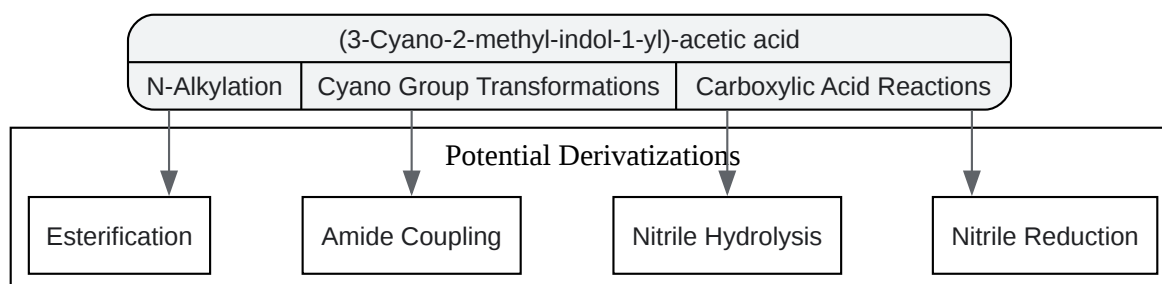 (3-Cyano-2-methyl-indol-1-yl)-acetic acid
N-Alkylation
Cyano Group Transformations
Carboxylic Acid Reactions
Potential Derivatizations
Esterification
Amide Coupling
Nitrile Hydrolysis
Nitrile Reduction